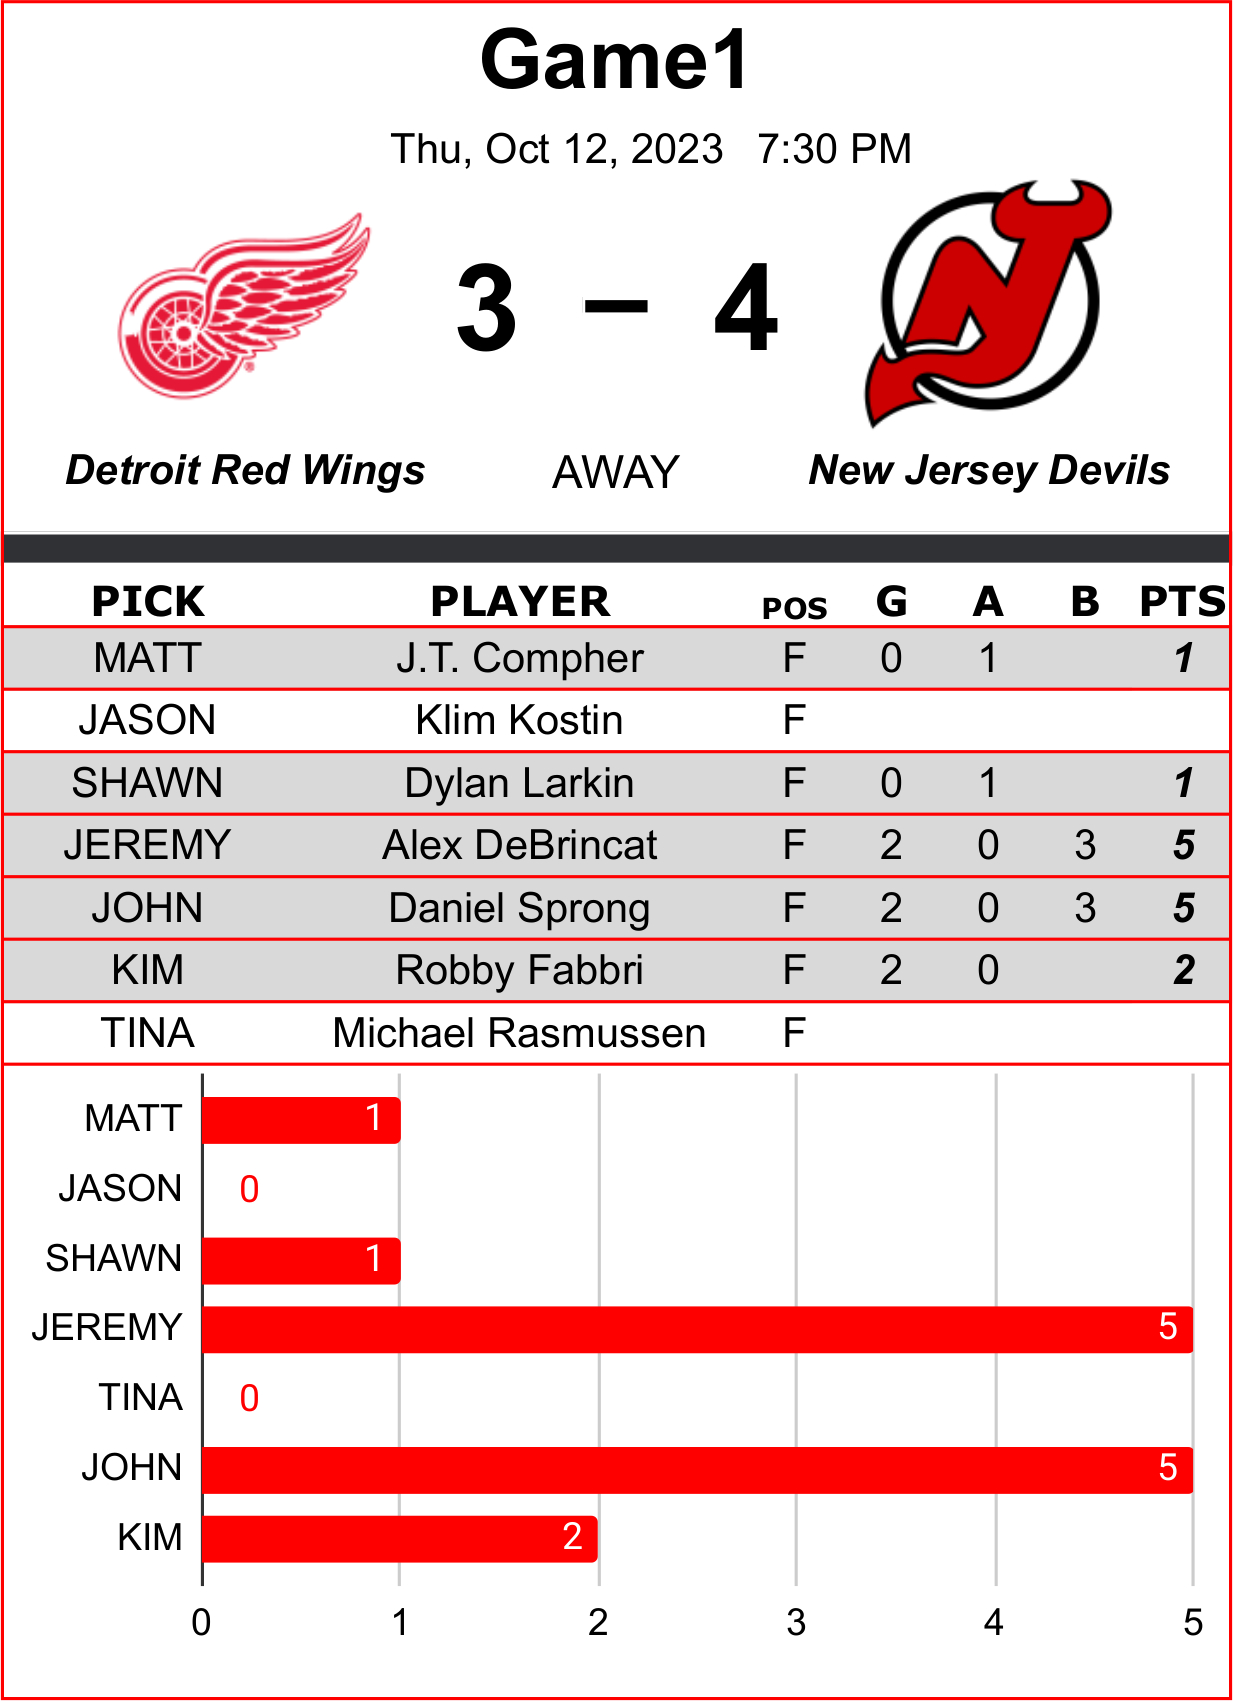 Game1
Thu, Oct 12, 2023 7:30 PM
3 – 4
Detroit Red Wings AWAY New Jersey Devils
PICK PLAYER POS G A B PTS
MATT J.T. Compher F 0 1 1
JASON Klim Kostin F
SHAWN Dylan Larkin F 0 1 1
JEREMY Alex DeBrincat F 2 0 3 5
JOHN Daniel Sprong F 2 0 3 5
KIM Robby Fabbri F 2 0 2
TINA Michael Rasmussen F
MATT 1
JASON 0
SHAWN 1
JEREMY 5
TINA 0
JOHN 5
KIM 2
0 1 2 3 4 5